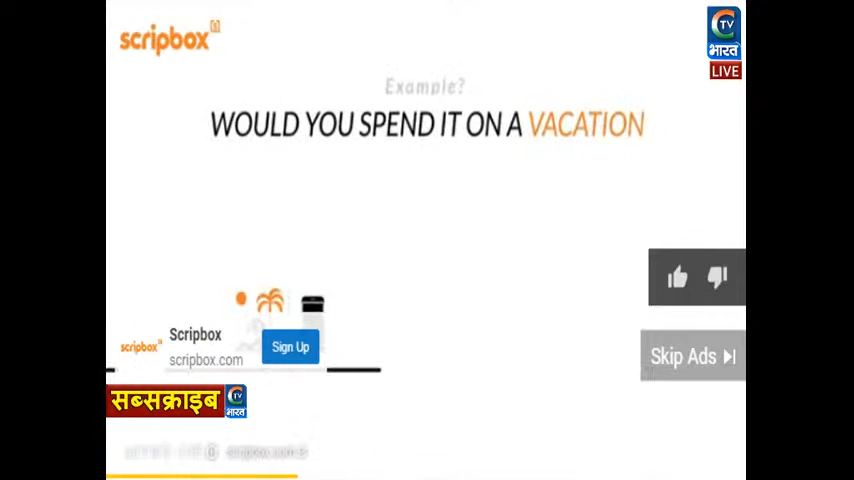 scripbox
TV
भारत
LIVE
Example?
WOULD YOU SPEND IT ON A VACATION
Skip Ads
scripbox
Scripbox
scripbox.com
Sign Up
सब्सक्राइब
TV
भारत